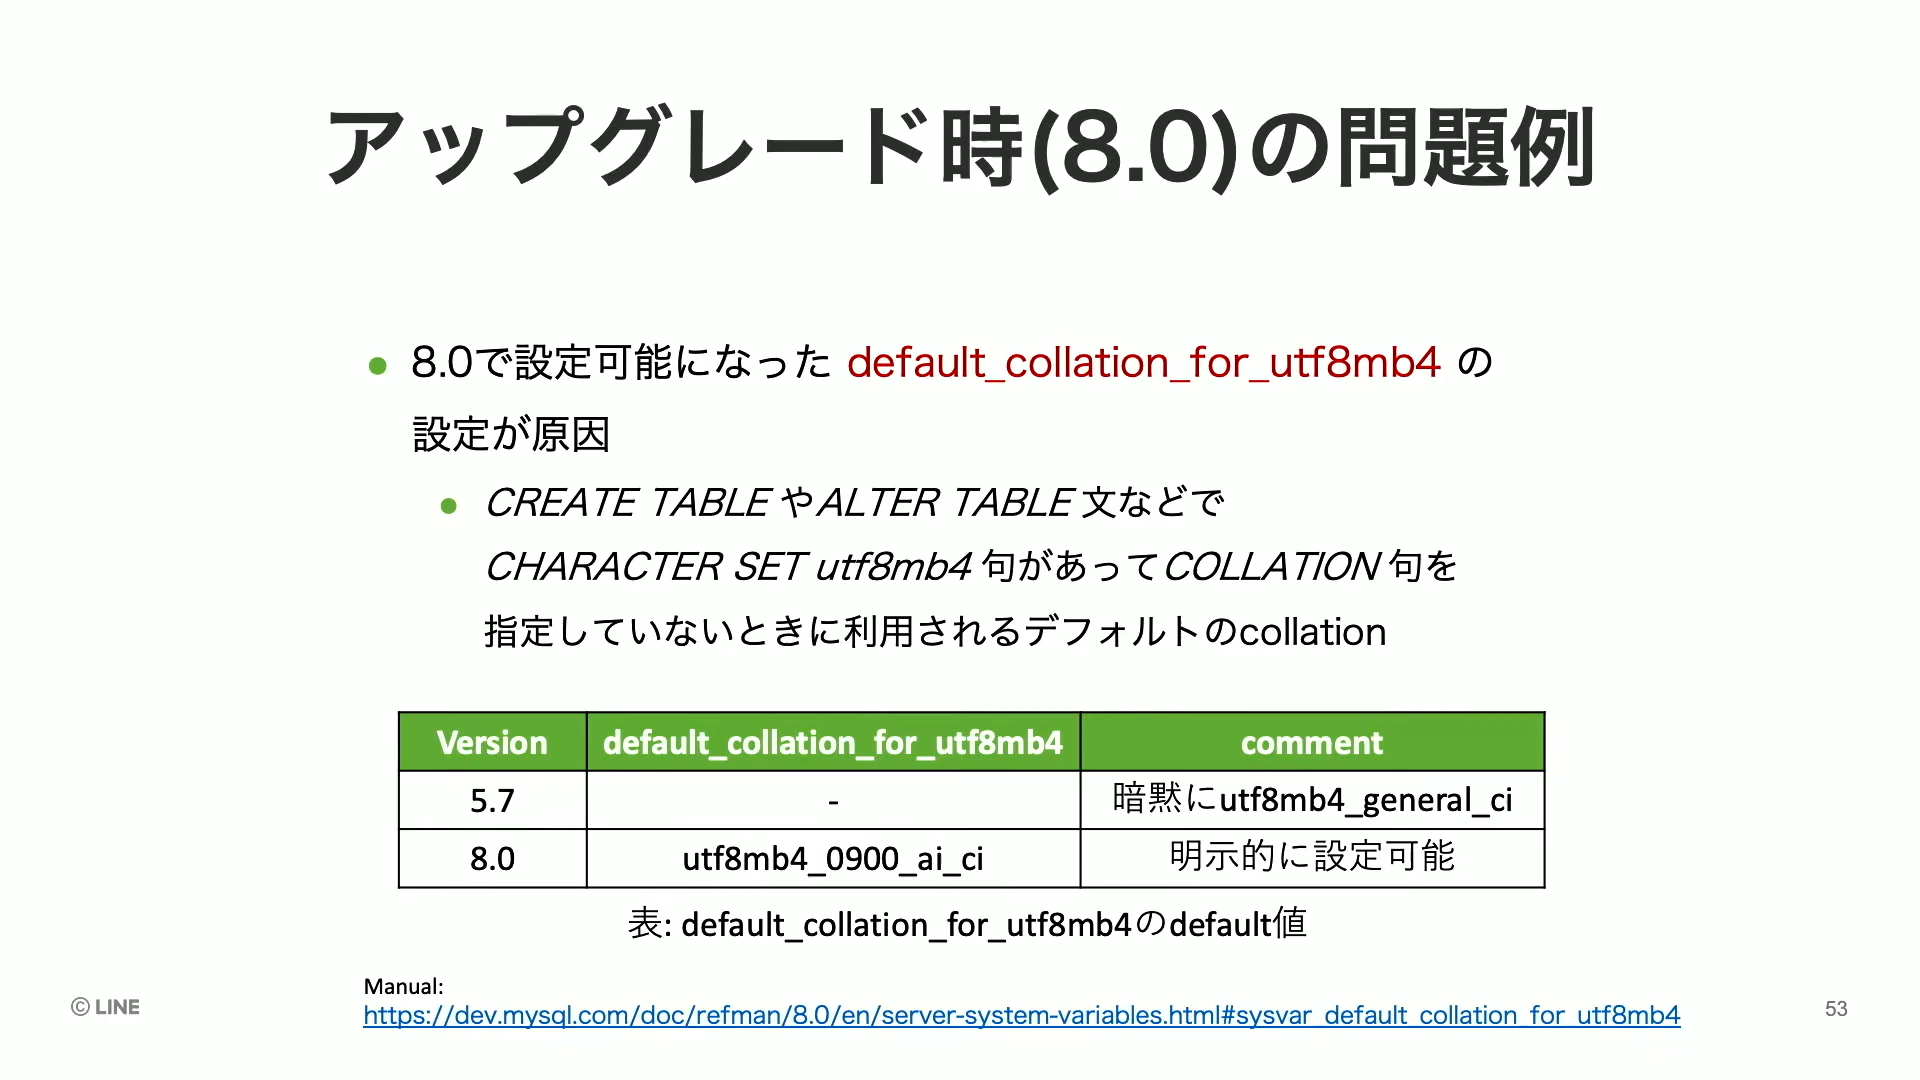 アップグレード時(8.0)の問題例
8.0で設定可能になった default_collation_for_utf8mb4 の
設定が原因
CREATE TABLE やALTER TABLE 文などで
CHARACTER SET utf8mb4 句があってCOLLATION 句を
指定していないときに利用されるデフォルトのcollation
Version default_collation_for_utf8mb4 comment
5.7 - 暗黙にutf8mb4_general_ci
8.0 utf8mb4_0900_ai_ci 明示的に設定可能
表: default_collation_for_utf8mb4のdefault値
Manual:
https://dev.mysql.com/doc/refman/8.0/en/server-system-variables.html#sysvar_default_collation_for_utf8mb4
© LINE
53